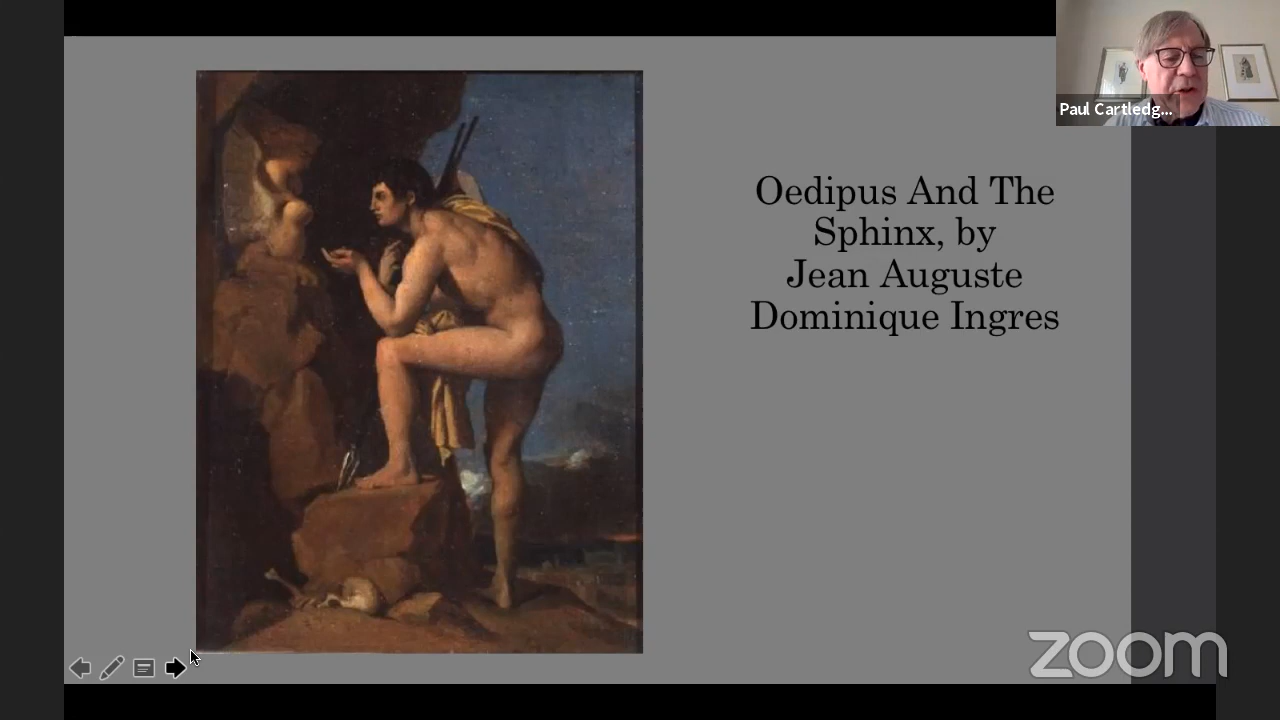 Paul Cartledg...
Oedipus And The
Sphinx, by
Jean Auguste
Dominique Ingres
zoom